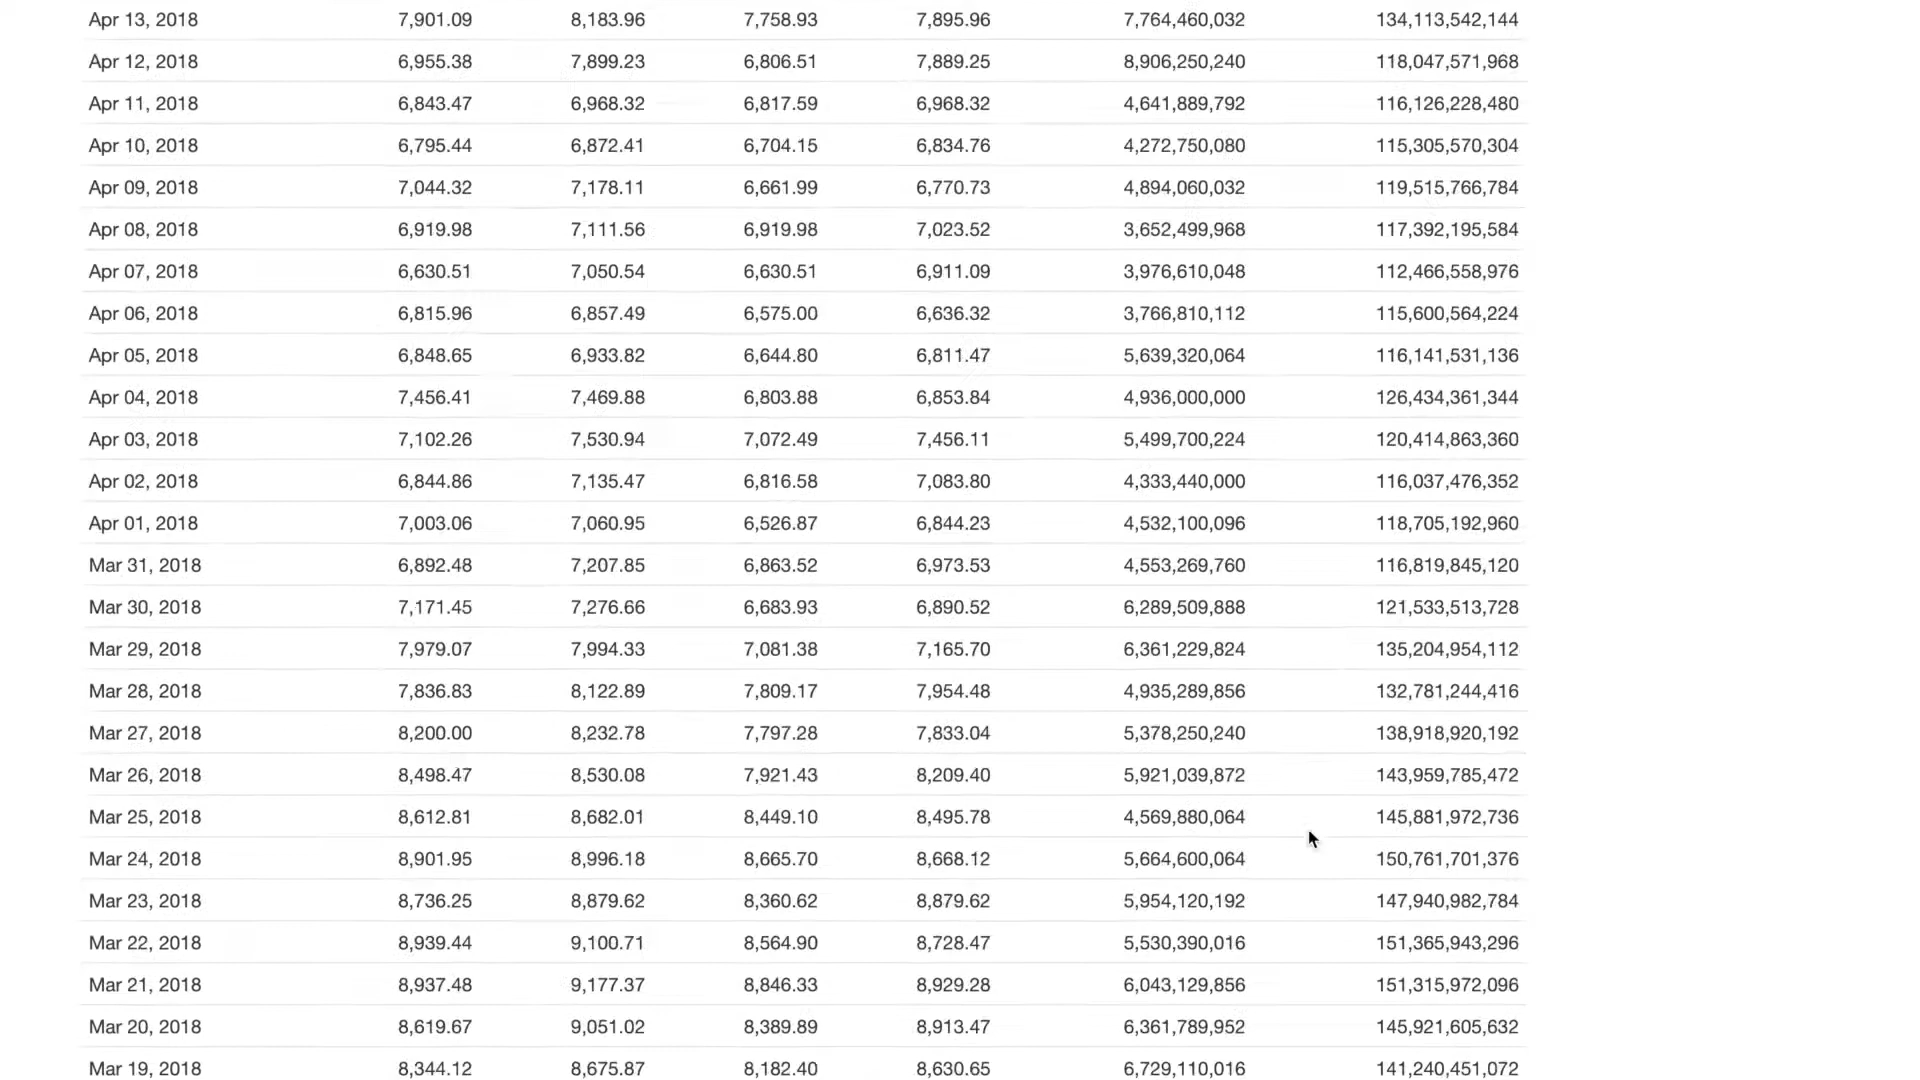 Apr 13, 2018 7,901.09 8,183.96 7,758.93 7,895.96 7,764,460,032 134,113,542,144
Apr 12, 2018 6,955.38 7,899.23 6,806.51 7,889.25 8,906,250,240 118,047,571,968
Apr 11, 2018 6,843.47 6,968.32 6,817.59 6,968.32 4,641,889,792 116,126,228,480
Apr 10, 2018 6,795.44 6,872.41 6,704.15 6,834.76 4,272,750,080 115,305,570,304
Apr 09, 2018 7,044.32 7,178.11 6,661.99 6,770.73 4,894,060,032 119,515,766,784
Apr 08, 2018 6,919.98 7,111.56 6,919.98 7,023.52 3,652,499,968 117,392,195,584
Apr 07, 2018 6,630.51 7,050.54 6,630.51 6,911.09 3,976,610,048 112,466,558,976
Apr 06, 2018 6,815.96 6,857.49 6,575.00 6,636.32 3,766,810,112 115,600,564,224
Apr 05, 2018 6,848.65 6,933.82 6,644.80 6,811.47 5,639,320,064 116,141,531,136
Apr 04, 2018 7,456.41 7,469.88 6,803.88 6,853.84 4,936,000,000 126,434,361,344
Apr 03, 2018 7,102.26 7,530.94 7,072.49 7,456.11 5,499,700,224 120,414,863,360
Apr 02, 2018 6,844.86 7,135.47 6,816.58 7,083.80 4,333,440,000 116,037,476,352
Apr 01, 2018 7,003.06 7,060.95 6,526.87 6,844.23 4,532,100,096 118,705,192,960
Mar 31, 2018 6,892.48 7,207.85 6,863.52 6,973.53 4,553,269,760 116,819,845,120
Mar 30, 2018 7,171.45 7,276.66 6,683.93 6,890.52 6,289,509,888 121,533,513,728
Mar 29, 2018 7,979.07 7,994.33 7,081.38 7,165.70 6,361,229,824 135,204,954,112
Mar 28, 2018 7,836.83 8,122.89 7,809.17 7,954.48 4,935,289,856 132,781,244,416
Mar 27, 2018 8,200.00 8,232.78 7,797.28 7,833.04 5,378,250,240 138,918,920,192
Mar 26, 2018 8,498.47 8,530.08 7,921.43 8,209.40 5,921,039,872 143,959,785,472
Mar 25, 2018 8,612.81 8,682.01 8,449.10 8,495.78 4,569,880,064 145,881,972,736
Mar 24, 2018 8,901.95 8,996.18 8,665.70 8,668.12 5,664,600,064 150,761,701,376
Mar 23, 2018 8,736.25 8,879.62 8,360.62 8,879.62 5,954,120,192 147,940,982,784
Mar 22, 2018 8,939.44 9,100.71 8,564.90 8,728.47 5,530,390,016 151,365,943,296
Mar 21, 2018 8,937.48 9,177.37 8,846.33 8,929.28 6,043,129,856 151,315,972,096
Mar 20, 2018 8,619.67 9,051.02 8,389.89 8,913.47 6,361,789,952 145,921,605,632
Mar 19, 2018 8,344.12 8,675.87 8,182.40 8,630.65 6,729,110,016 141,240,451,072